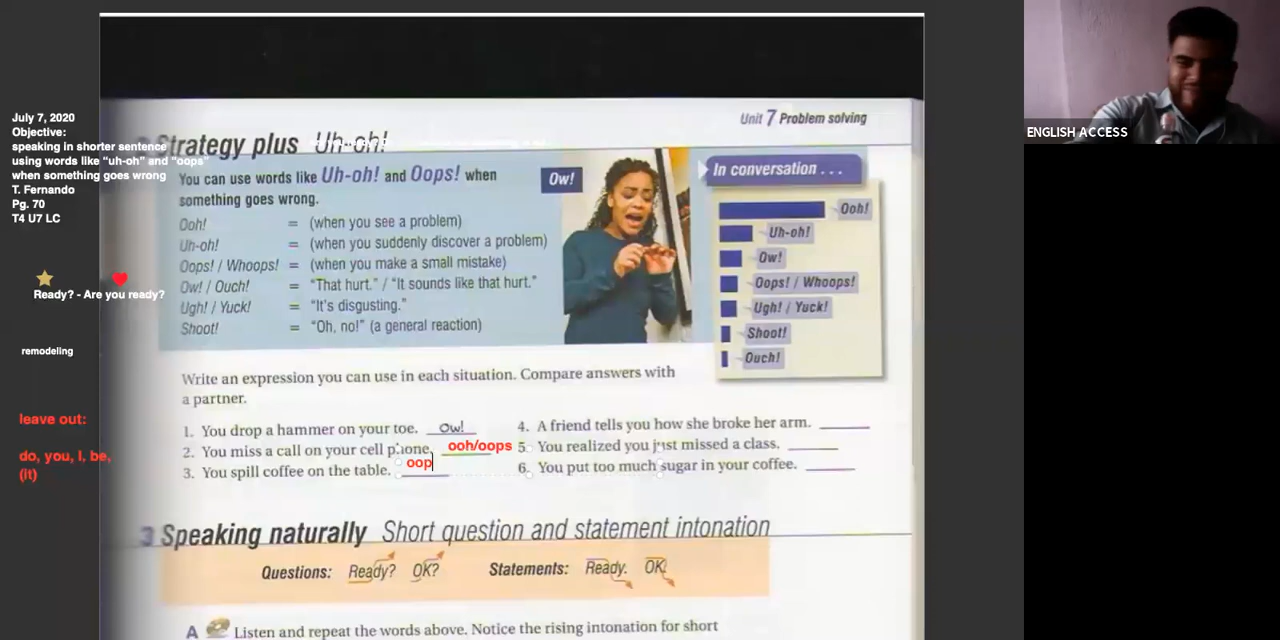 July 7, 2020
Objective:
speaking in shorter sentence
using words like “uh-oh” and “oops”
when something goes wrong
T. Fernando
Pg. 70
T4 U7 LC
Ready? - Are you ready?
remodeling
leave out:
do, you, I, be,
(it)
Unit 7 Problem solving
Strategy plus Uh-oh!
You can use words like Uh-oh! and Oops! when
something goes wrong.
Ooh! = (when you see a problem)
Uh-oh! = (when you suddenly discover a problem)
Oops! / Whoops! = (when you make a small mistake)
Ow! / Ouch! = “That hurt.” / “It sounds like that hurt.”
Ugh! / Yuck! = “It's disgusting.”
Shoot! = “Oh, no!” (a general reaction)
Ow!
In conversation . . .
Ooh!
Uh-oh!
Ow!
Oops! / Whoops!
Ugh! / Yuck!
Shoot!
Ouch!
Write an expression you can use in each situation. Compare answers with
a partner.
1. You drop a hammer on your toe. Ow!
2. You miss a call on your cell phone. ooh/oops
3. You spill coffee on the table. oop
4. A friend tells you how she broke her arm.
5. You realized you just missed a class.
6. You put too much sugar in your coffee.
3 Speaking naturally Short question and statement intonation
Questions: Ready? OK? Statements: Ready. OK.
A Listen and repeat the words above. Notice the rising intonation for short
ENGLISH ACCESS